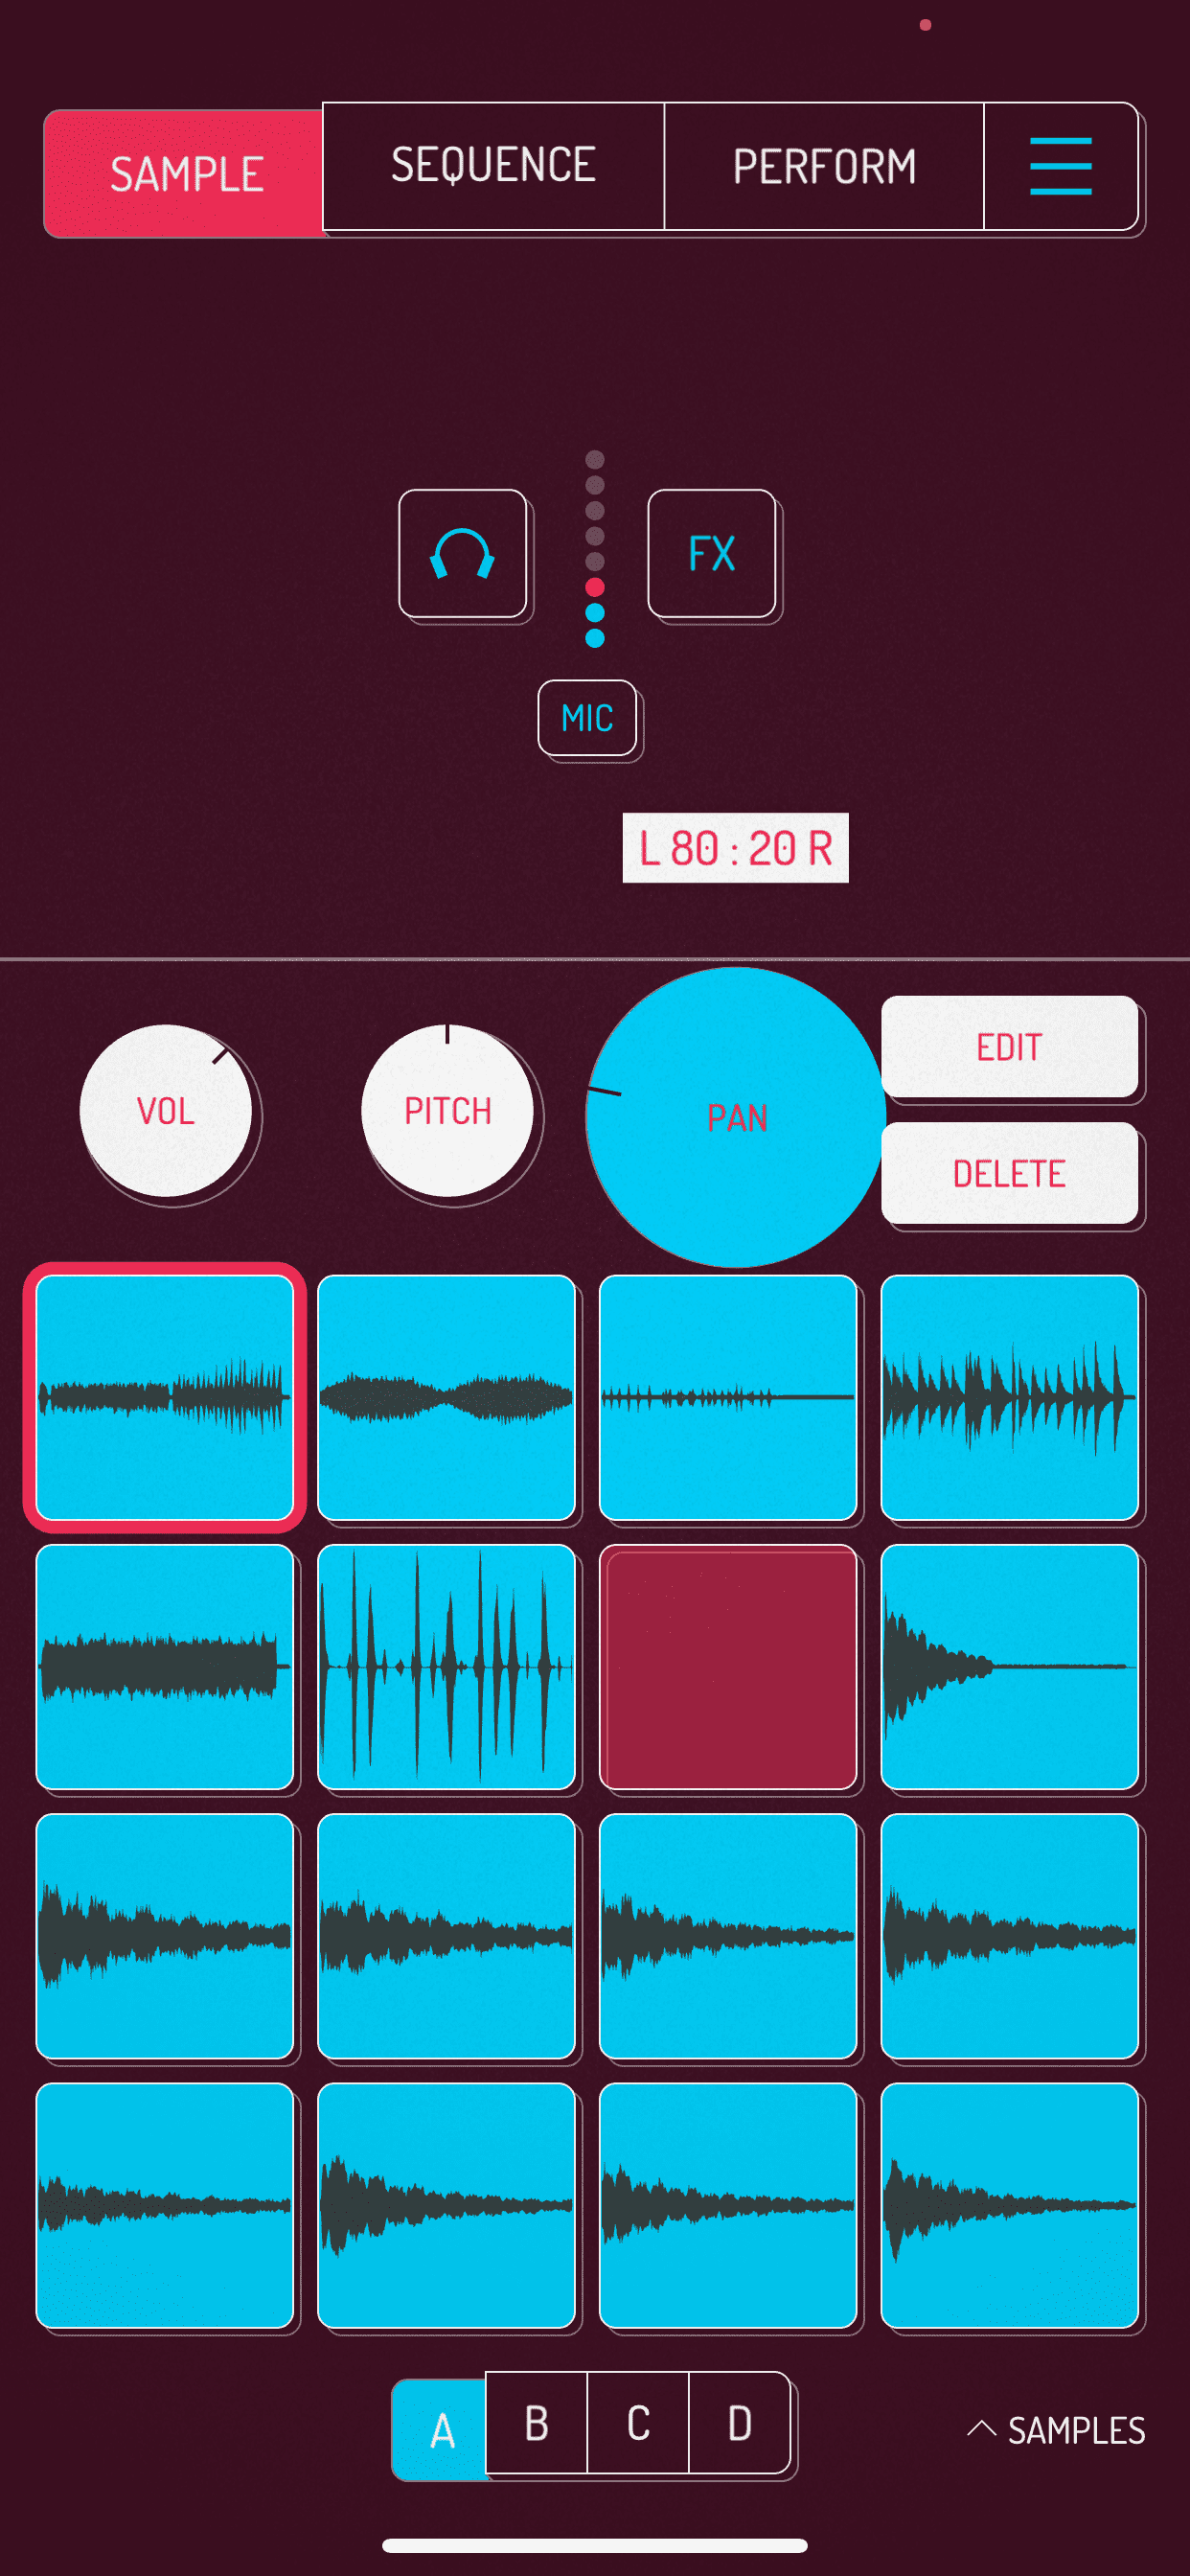 SAMPLE SEQUENCE PERFORM
FX
MIC
L 80 : 20 R
VOL PITCH PAN EDIT
DELETE
A B C D SAMPLES